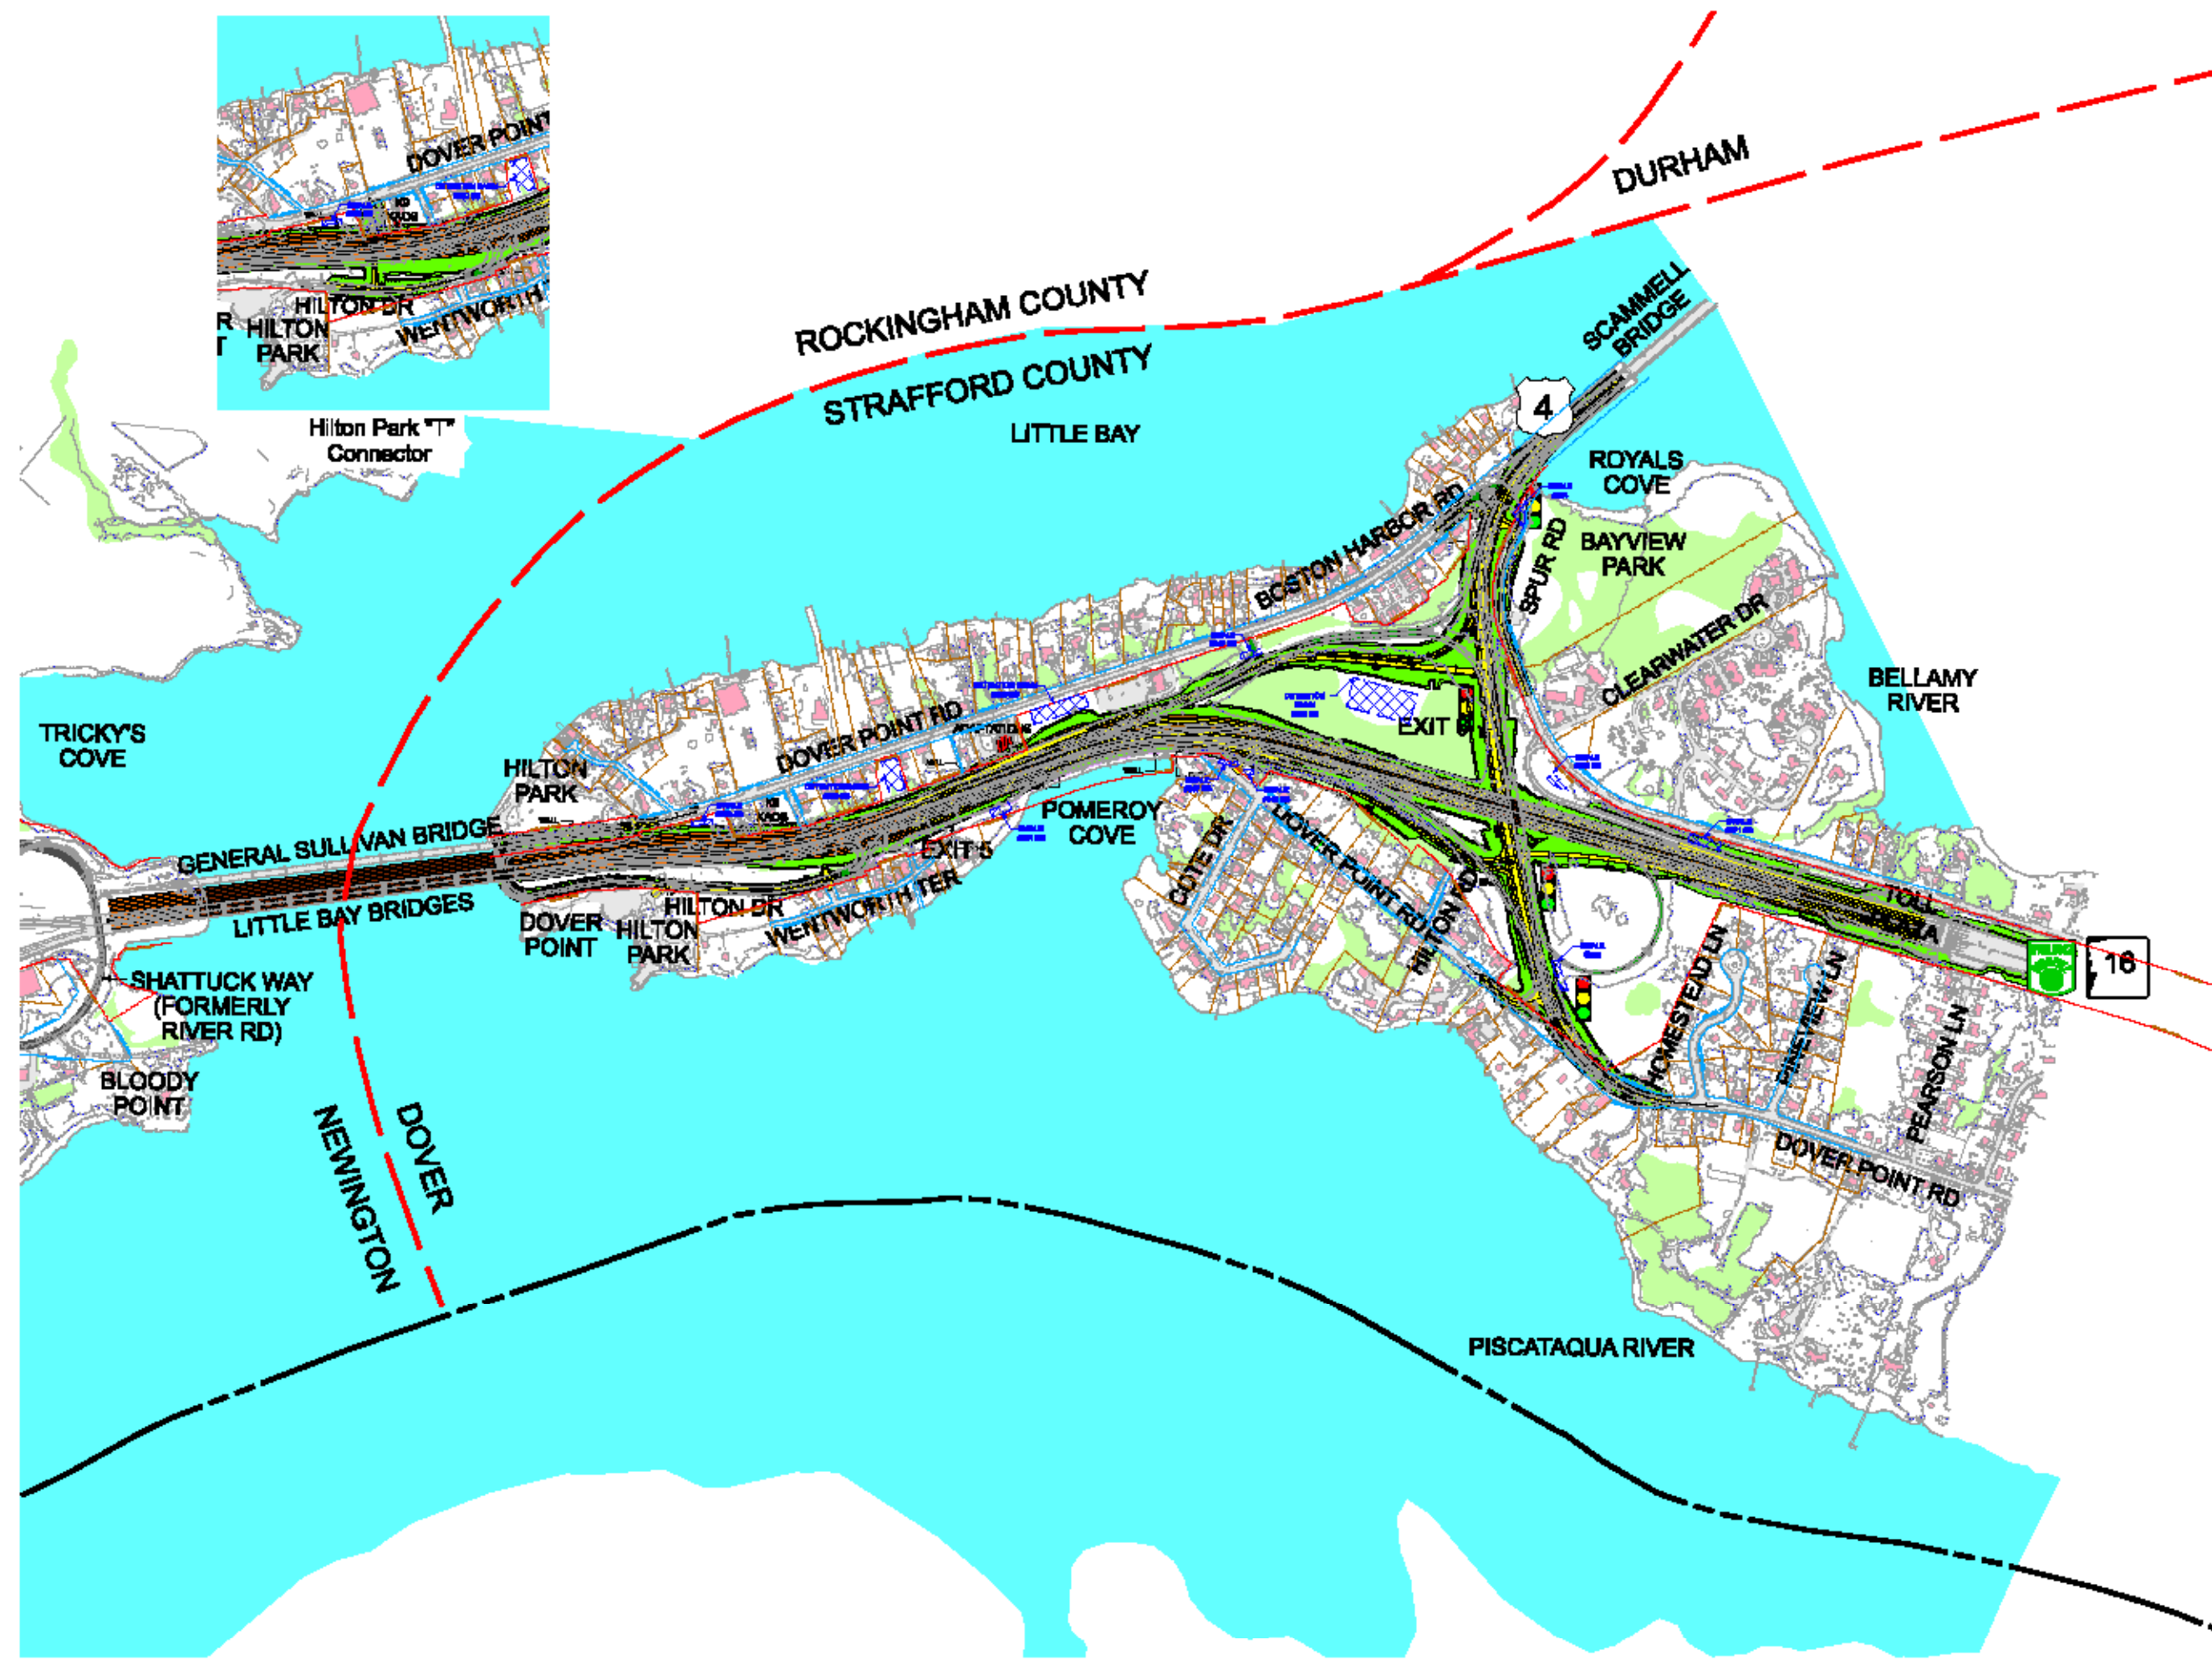 DOVER POINT
HILTON DR
HILTON
PARK
WENTWORTH
R
T
Hilton Park "T"
Connector
DURHAM
ROCKINGHAM COUNTY
STRAFFORD COUNTY
LITTLE BAY
SCAMMELL
BRIDGE
4
ROYALS
COVE
BOSTON HARBOR RD
SPUR RD
BAYVIEW
PARK
CLEARWATER DR
BELLAMY
RIVER
TRICKY'S
COVE
HILTON
PARK
DOVER POINT RD
EXIT
GENERAL SULLIVAN BRIDGE
LITTLE BAY BRIDGES
EXIT 5
POMEROY
COVE
COTE DR
DOVER POINT RD
HILTON RD
DOVER
POINT
HILTON DR
HILTON
PARK
WENTWORTH TER
TOLL
PLAZA
16
SHATTUCK WAY
(FORMERLY
RIVER RD)
BLOODY
POINT
HOMESTEAD LN
PINEVIEW LN
PEARSON LN
DOVER POINT RD
DOVER
NEWINGTON
PISCATAQUA RIVER